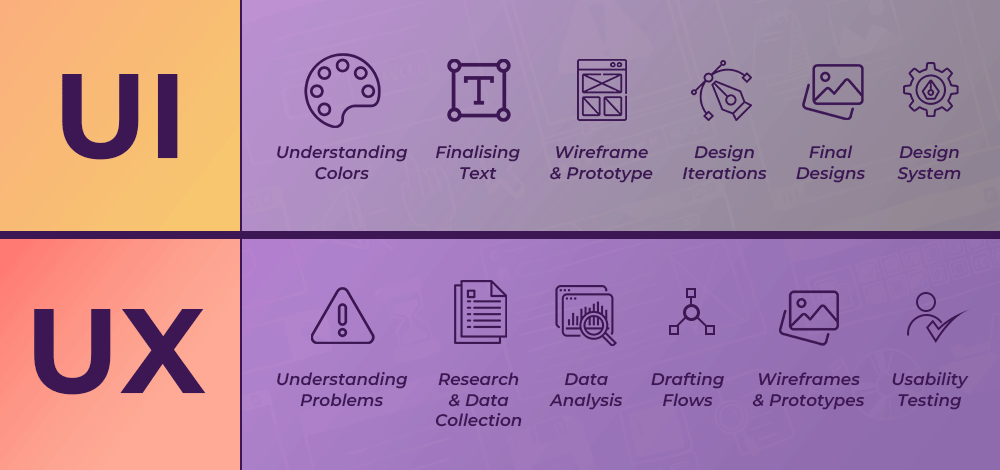 UI
Understanding
Colors
Finalising
Text
Wireframe
& Prototype
Design
Iterations
Final
Designs
Design
System
UX
Understanding
Problems
Research
& Data
Collection
Data
Analysis
Drafting
Flows
Wireframes
& Prototypes
Usability
Testing